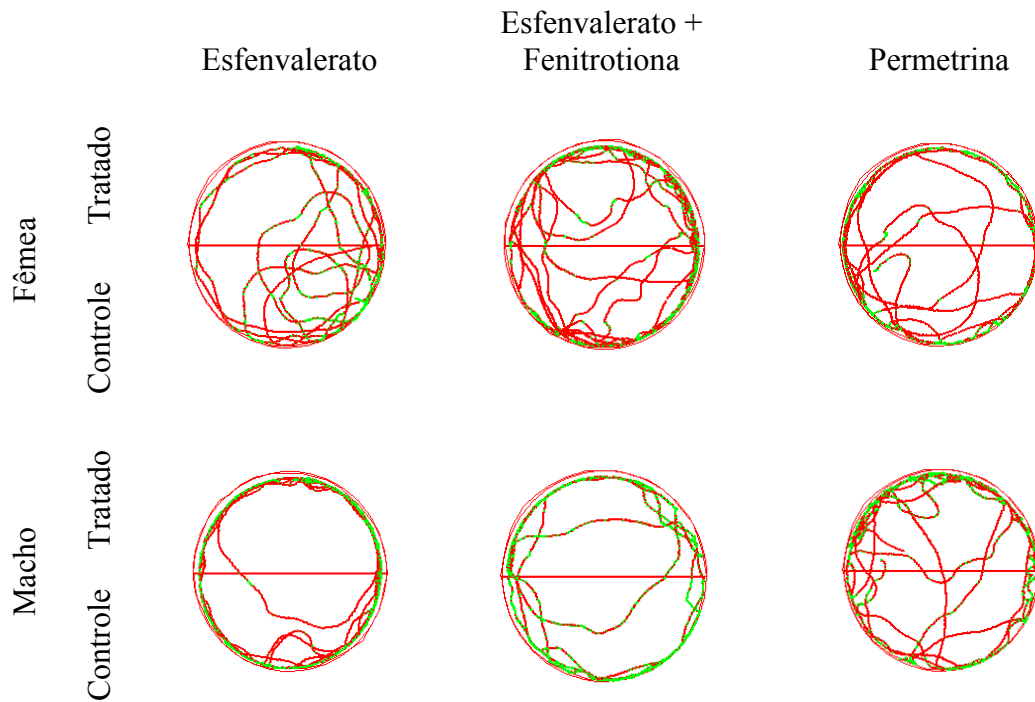 Esfenvalerato
Esfenvalerato +
Fenitrotiona
Permetrina
Fêmea
Tratado
Controle
Macho
Tratado
Controle